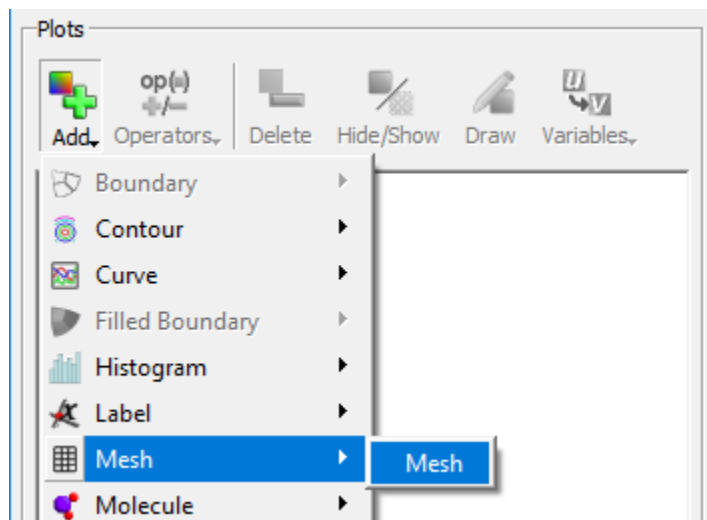 Plots
op(=)
+/−
U
V
Add Operators Delete Hide/Show Draw Variables
Boundary
Contour
Curve
Filled Boundary
Histogram
Label
Mesh Mesh
Molecule